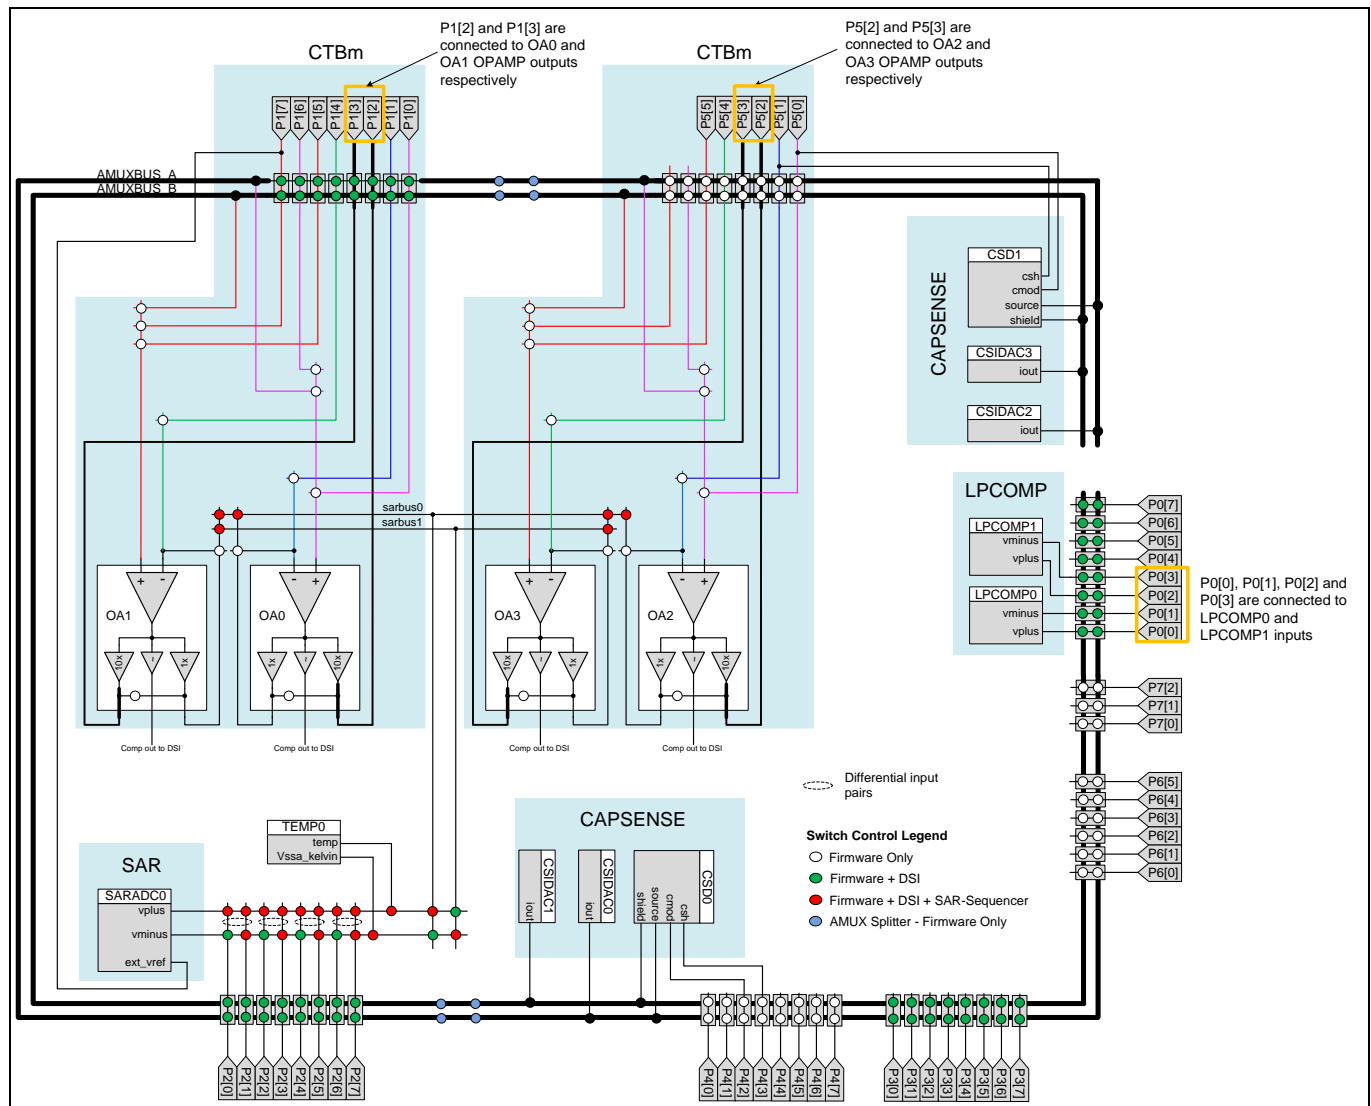 P1[2] and P1[3] are
connected to OA0 and
OA1 OPAMP outputs
respectively
P5[2] and P5[3] are
connected to OA2 and
OA3 OPAMP outputs
respectively
CTBm
CTBm
P1[7]
P1[6]
P1[5]
P1[4]
P1[3]
P1[2]
P1[1]
P1[0]
P5[5]
P5[4]
P5[3]
P5[2]
P5[1]
P5[0]
AMUXBUS_A
AMUXBUS_B
CAPSENSE
CSD1
csh
cmod
source
shield
CSIDAC3
iout
CSIDAC2
iout
sarbus0
sarbus1
LPCOMP
LPCOMP1
vminus
vplus
LPCOMP0
vminus
vplus
P0[7]
P0[6]
P0[5]
P0[4]
P0[3]
P0[2]
P0[1]
P0[0]
P0[0], P0[1], P0[2] and
P0[3] are connected to
LPCOMP0 and
LPCOMP1 inputs
+ -
OA1
10x
~
1x
- +
OA0
1x
~
10x
+ -
OA3
10x
~
1x
- +
OA2
1x
~
10x
Comp out to DSI
Comp out to DSI
Comp out to DSI
Comp out to DSI
P7[2]
P7[1]
P7[0]
P6[5]
P6[4]
P6[3]
P6[2]
P6[1]
P6[0]
Differential input
pairs
Switch Control Legend
Firmware Only
Firmware + DSI
Firmware + DSI + SAR-Sequencer
AMUX Splitter - Firmware Only
TEMP0
temp
Vssa_kelvin
SAR
SARADC0
vplus
vminus
ext_vref
CAPSENSE
CSIDAC1
iout
CSIDAC0
iout
CSD0
shield
source
cmod
csh
P2[0]
P2[1]
P2[2]
P2[3]
P2[4]
P2[5]
P2[6]
P2[7]
P4[0]
P4[1]
P4[2]
P4[3]
P4[4]
P4[5]
P4[6]
P4[7]
P3[0]
P3[1]
P3[2]
P3[3]
P3[4]
P3[5]
P3[6]
P3[7]